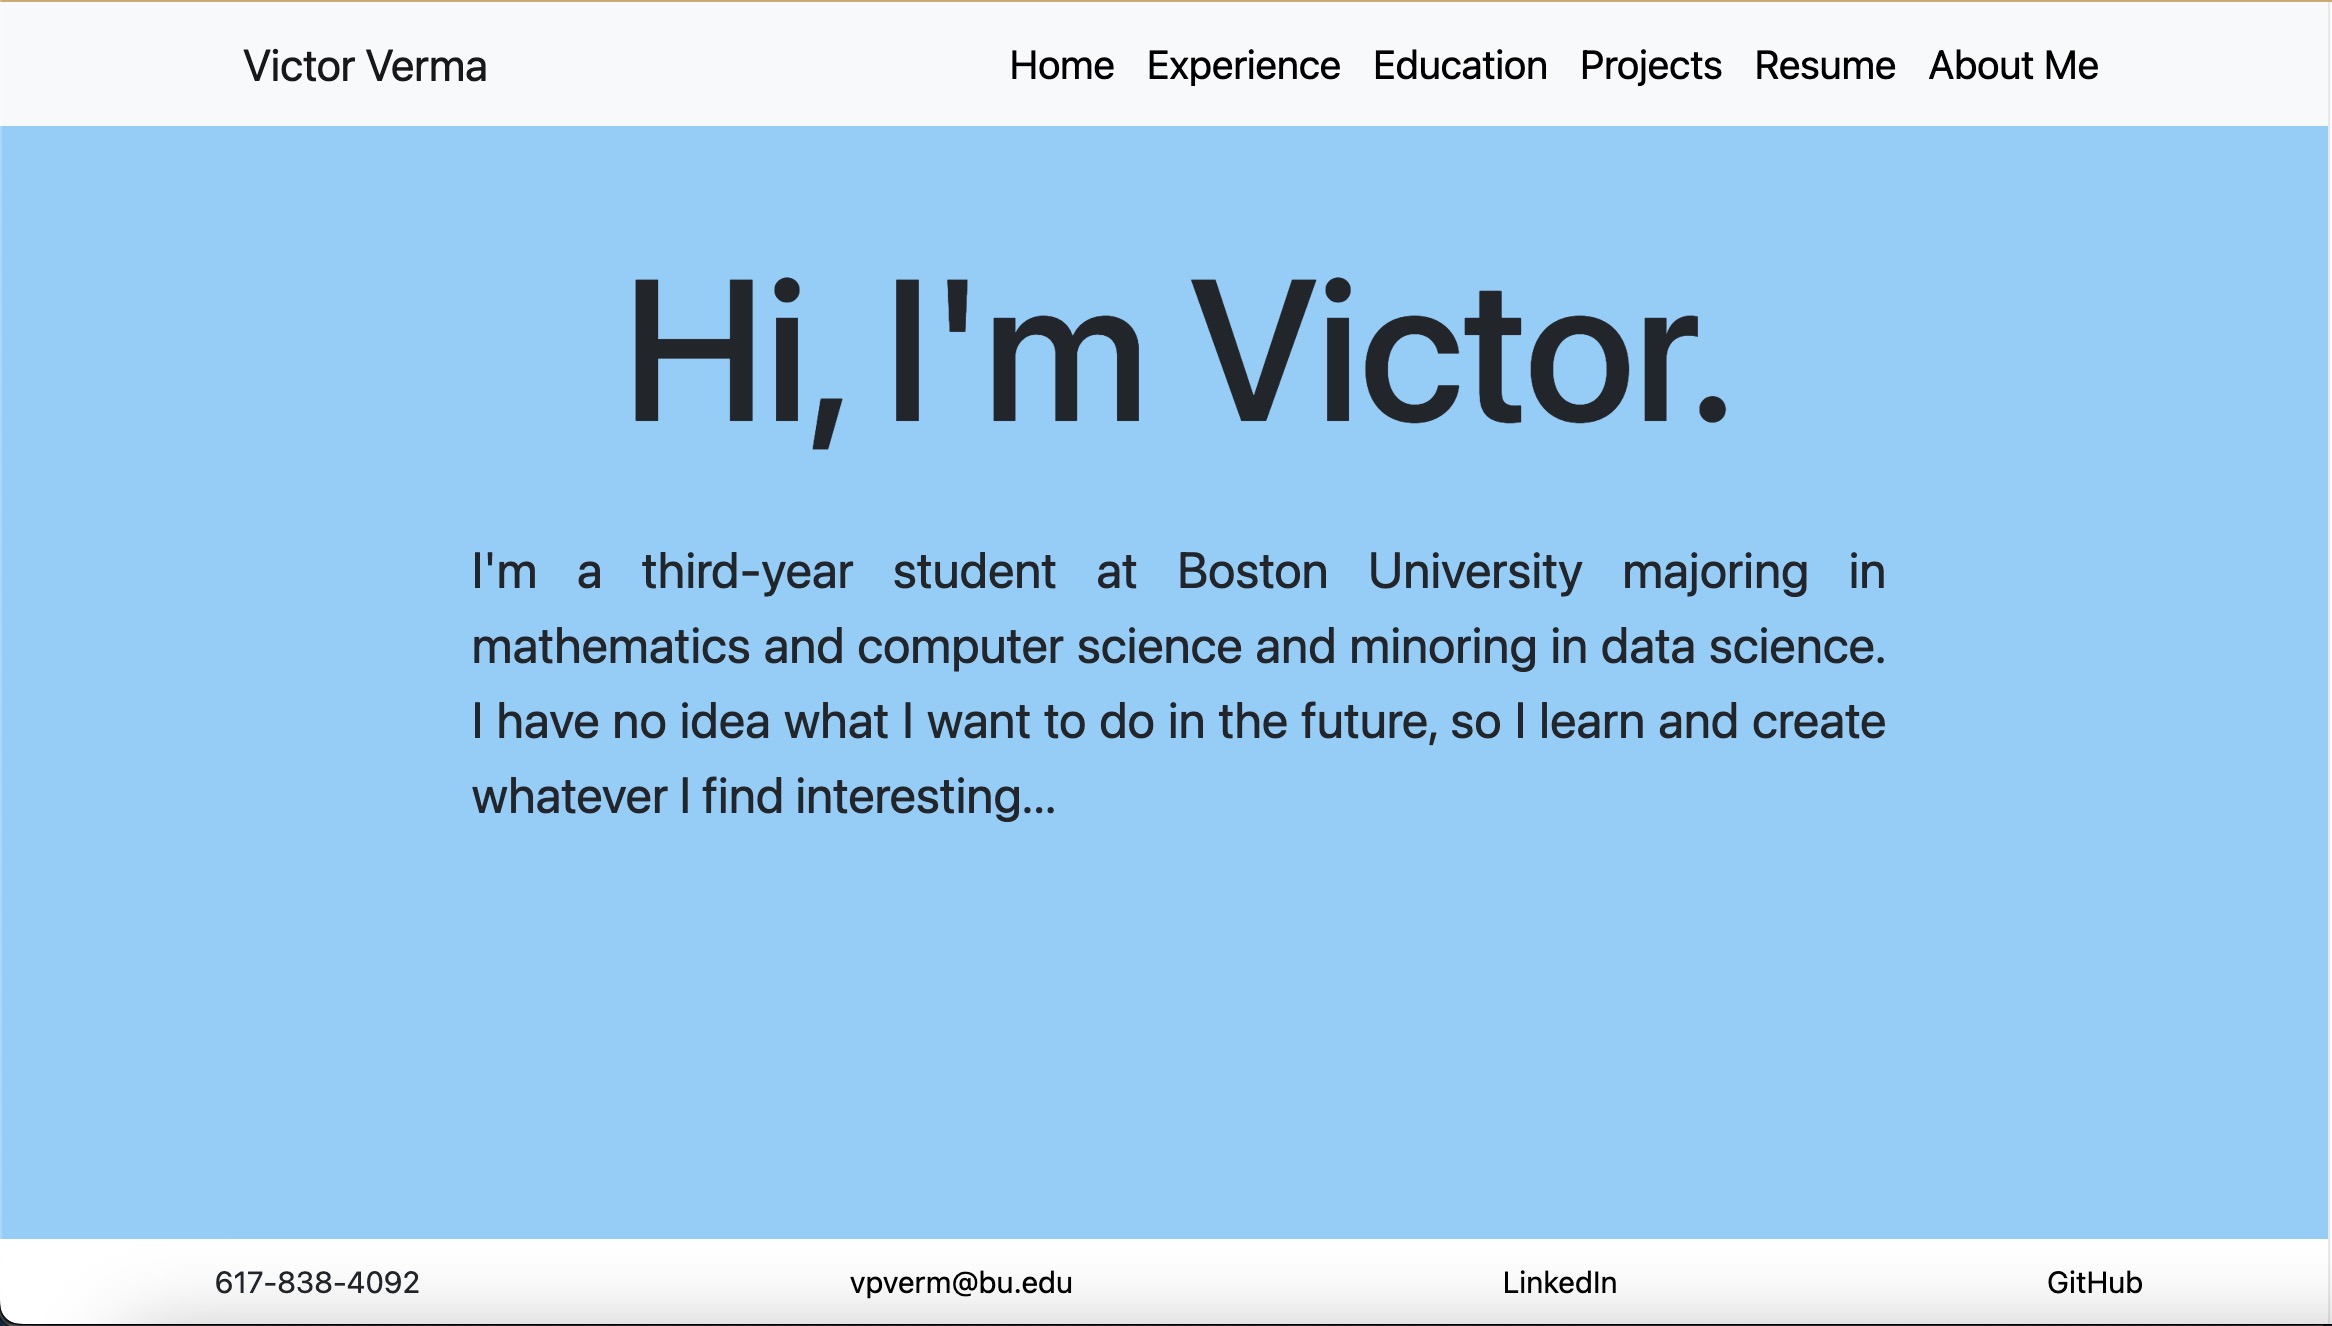 Victor Verma Home Experience Education Projects Resume About Me
Hi, I'm Victor.
I'm a third-year student at Boston University majoring in
mathematics and computer science and minoring in data science.
I have no idea what I want to do in the future, so I learn and create
whatever I find interesting...
617-838-4092 vpverm@bu.edu LinkedIn GitHub